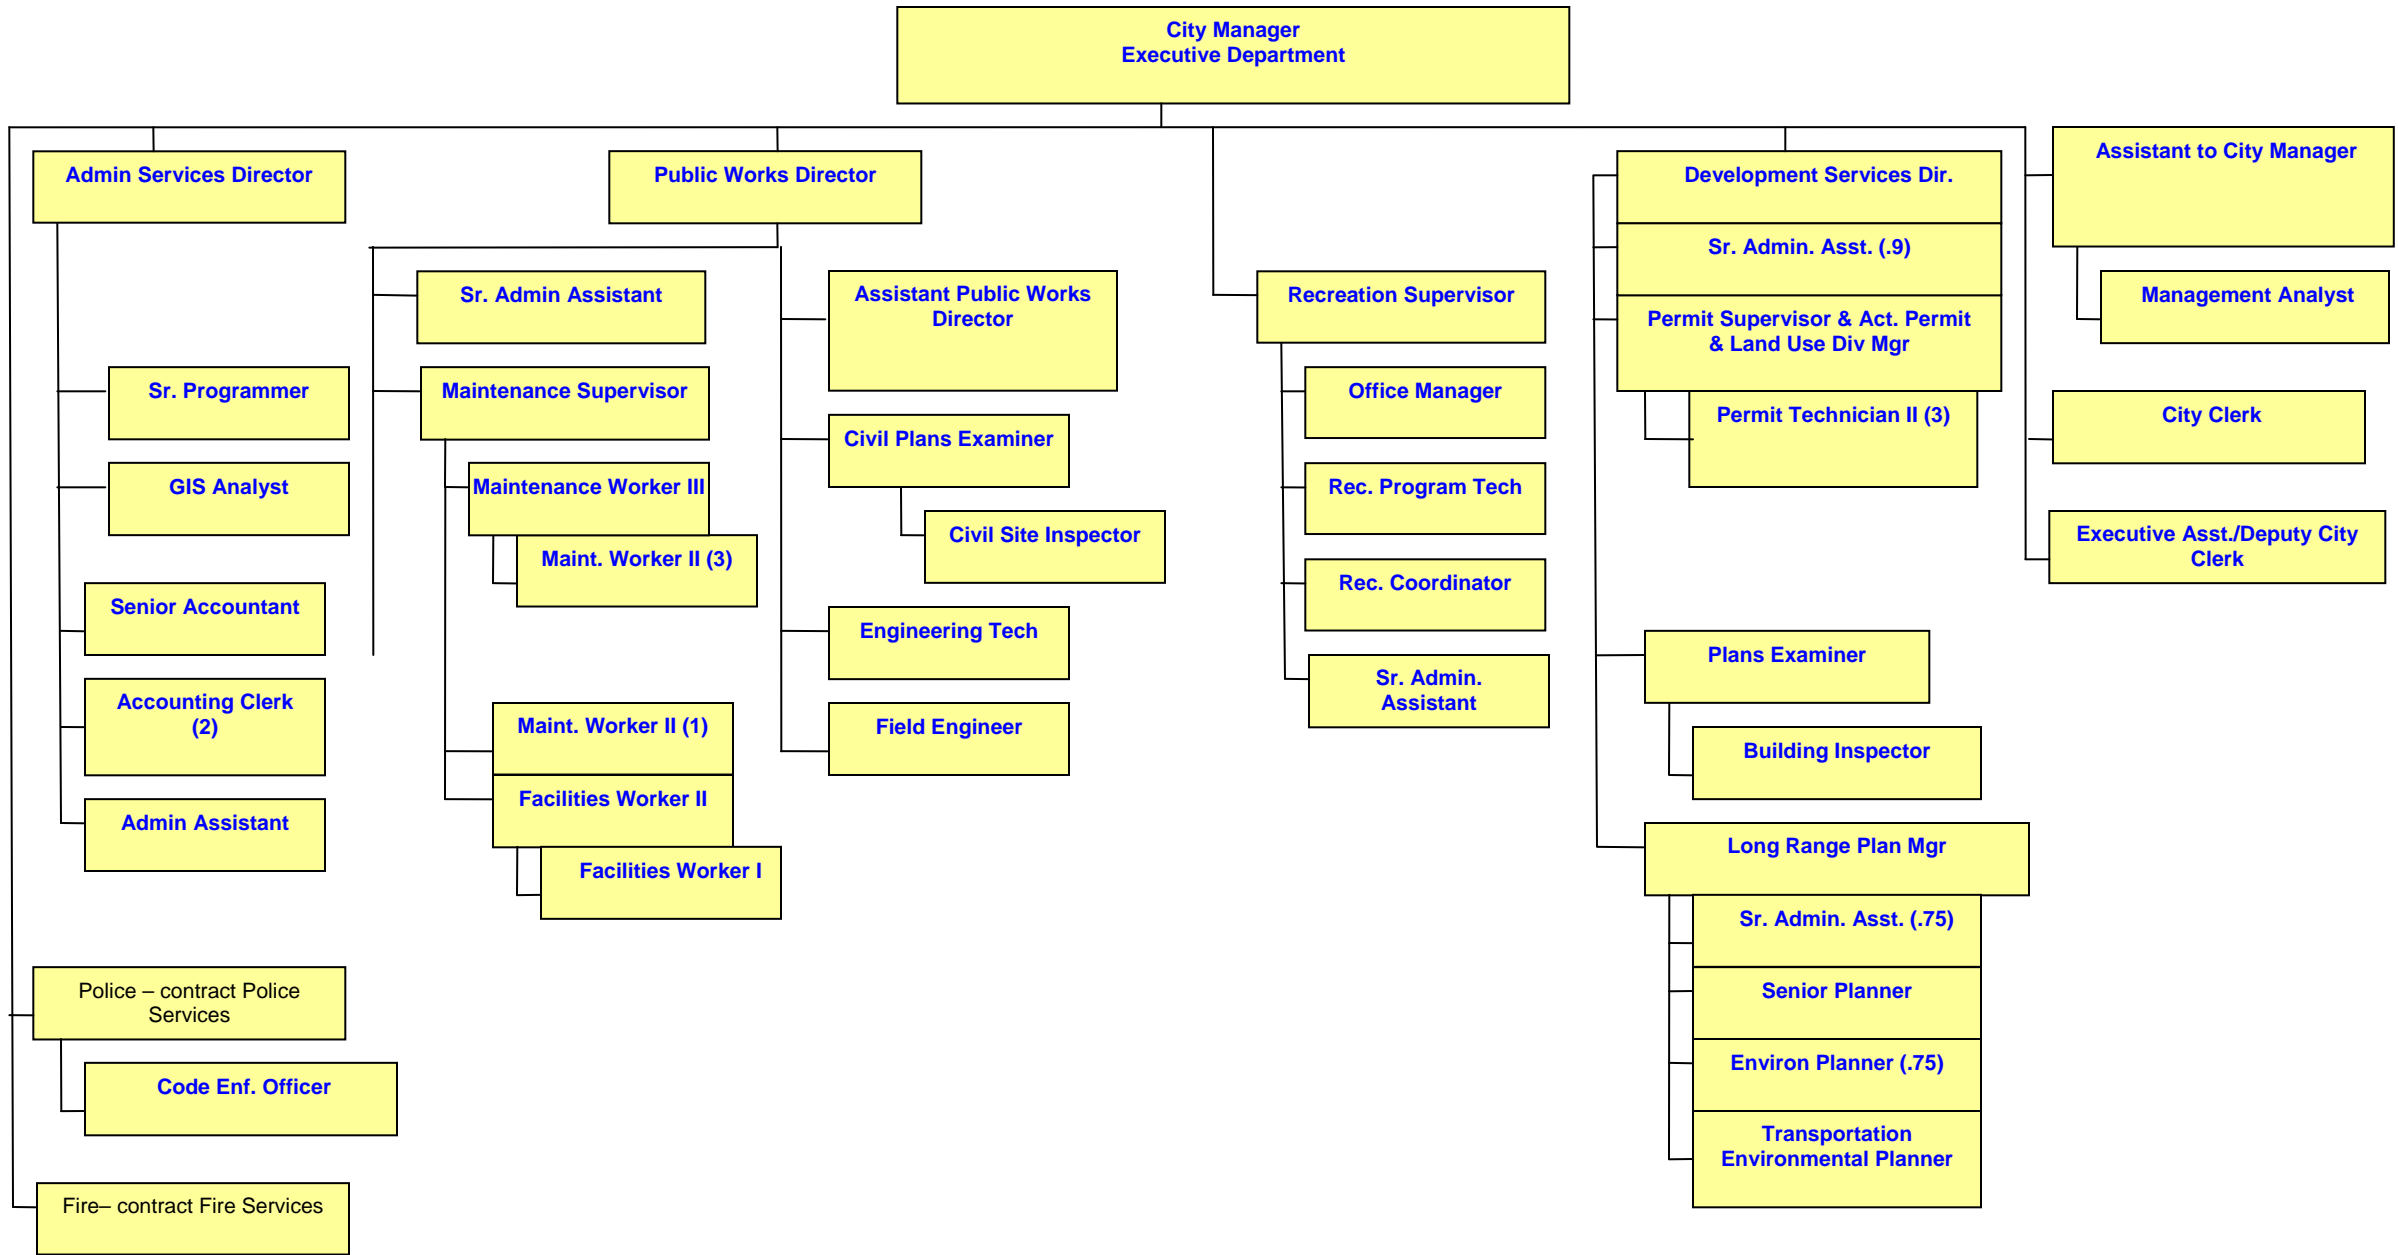 City Manager
Executive Department
Admin Services Director
Sr. Programmer
GIS Analyst
Senior Accountant
Accounting Clerk
(2)
Admin Assistant
Police – contract Police
Services
Code Enf. Officer
Fire– contract Fire Services
Public Works Director
Sr. Admin Assistant
Maintenance Supervisor
Maintenance Worker III
Maint. Worker II (3)
Maint. Worker II (1)
Facilities Worker II
Facilities Worker I
Assistant Public Works
Director
Civil Plans Examiner
Civil Site Inspector
Engineering Tech
Field Engineer
Recreation Supervisor
Office Manager
Rec. Program Tech
Rec. Coordinator
Sr. Admin.
Assistant
Development Services Dir.
Sr. Admin. Asst. (.9)
Permit Supervisor & Act. Permit
& Land Use Div Mgr
Permit Technician II (3)
Plans Examiner
Building Inspector
Long Range Plan Mgr
Sr. Admin. Asst. (.75)
Senior Planner
Environ Planner (.75)
Transportation
Environmental Planner
Assistant to City Manager
Management Analyst
City Clerk
Executive Asst./Deputy City
Clerk